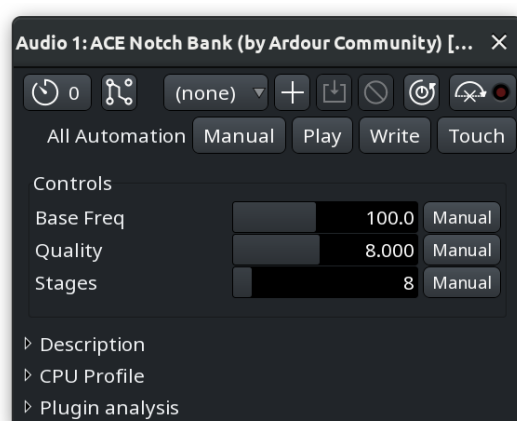 Audio 1: ACE Notch Bank (by Ardour Community) [...
0 (none)
All Automation Manual Play Write Touch
Controls
Base Freq 100.0 Manual
Quality 8.000 Manual
Stages 8 Manual
Description
CPU Profile
Plugin analysis